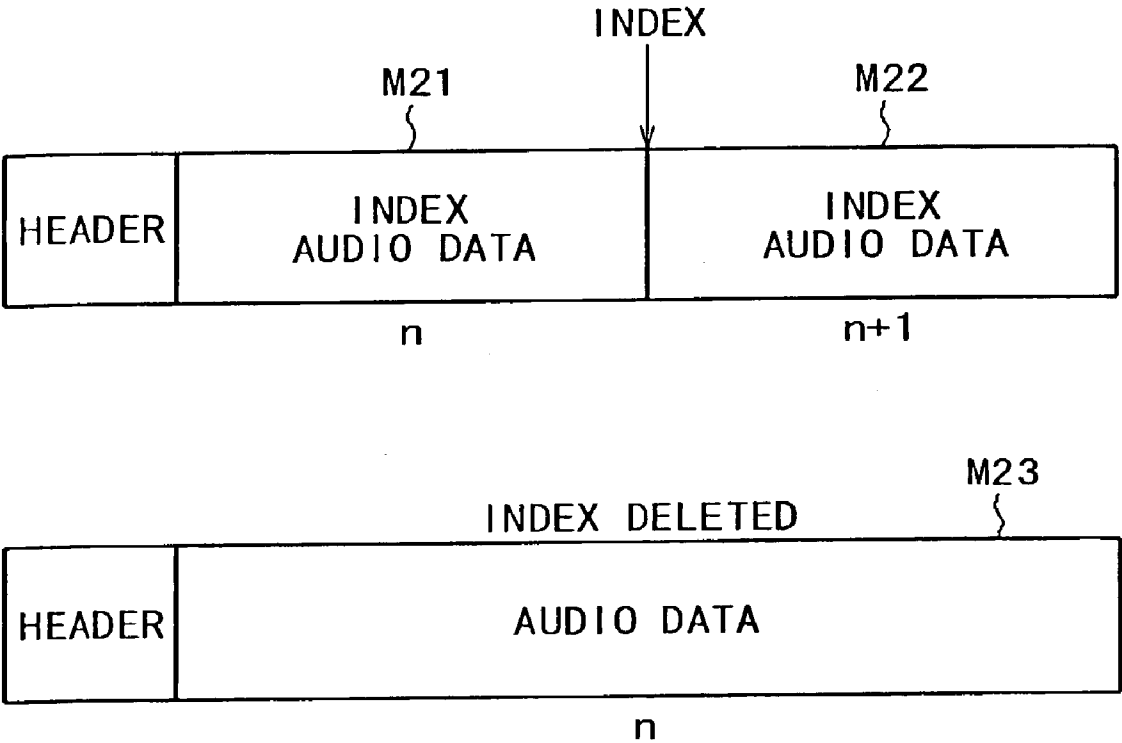 INDEX
M21
M22
HEADER
INDEX
AUDIO DATA
INDEX
AUDIO DATA
n
n+1
M23
INDEX DELETED
HEADER
AUDIO DATA
n